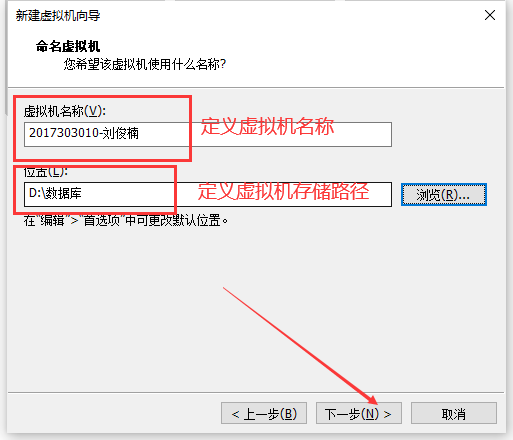 新建虚拟机向导
命名虚拟机
您希望该虚拟机使用什么名称?
虚拟机名称(V):
2017303010-刘俊楠
定义虚拟机名称
位置(L):
D:\数据库
定义虚拟机存储路径
浏览(R)...
在"编辑">"首选项"中可更改默认位置。
< 上一步(B)
下一步(N) >
取消